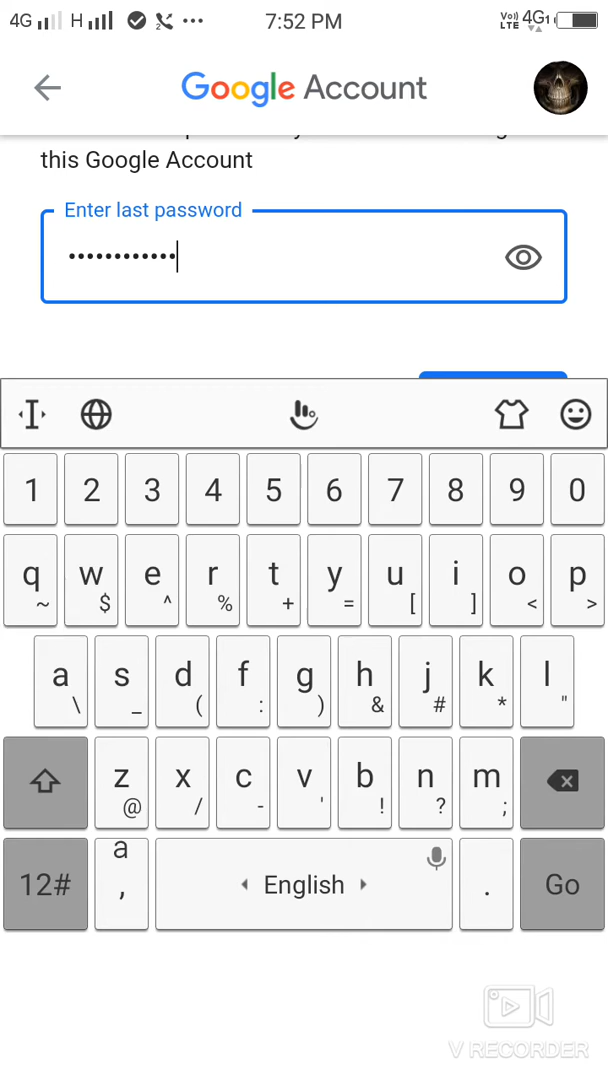 4G H 7:52 PM Vo)) LTE 4G1
Google Account
this Google Account
Enter last password
••••••••••••
1 2 3 4 5 6 7 8 9 0
q w e r t y u i o p
~ $ ^ % + = [ ] < >
a s d f g h j k l
\ _ ( : ) & # * "
z x c v b n m
@ / - ' ! ? ;
12# a , English . Go
V RECORDER